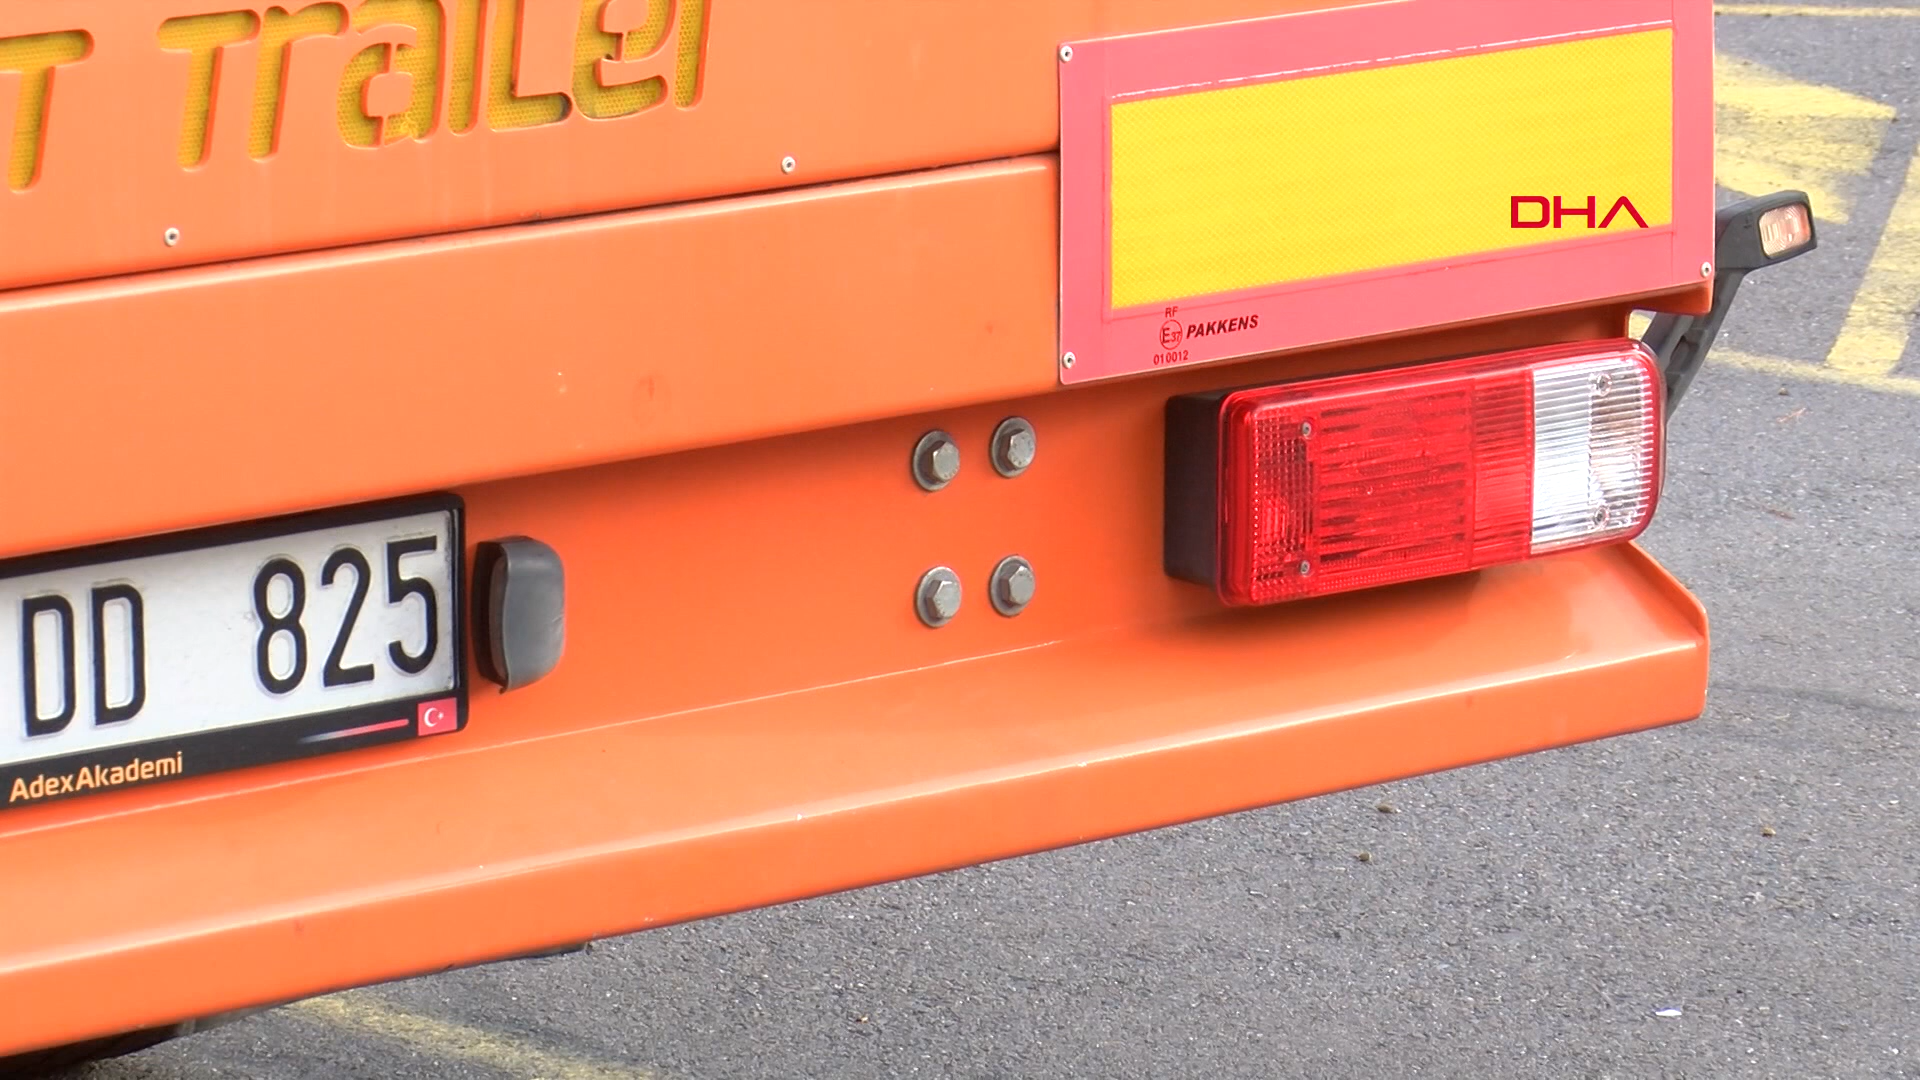 T Trailer
DHA
RF
E37 PAKKENS
010012
DD 825
AdexAkademi